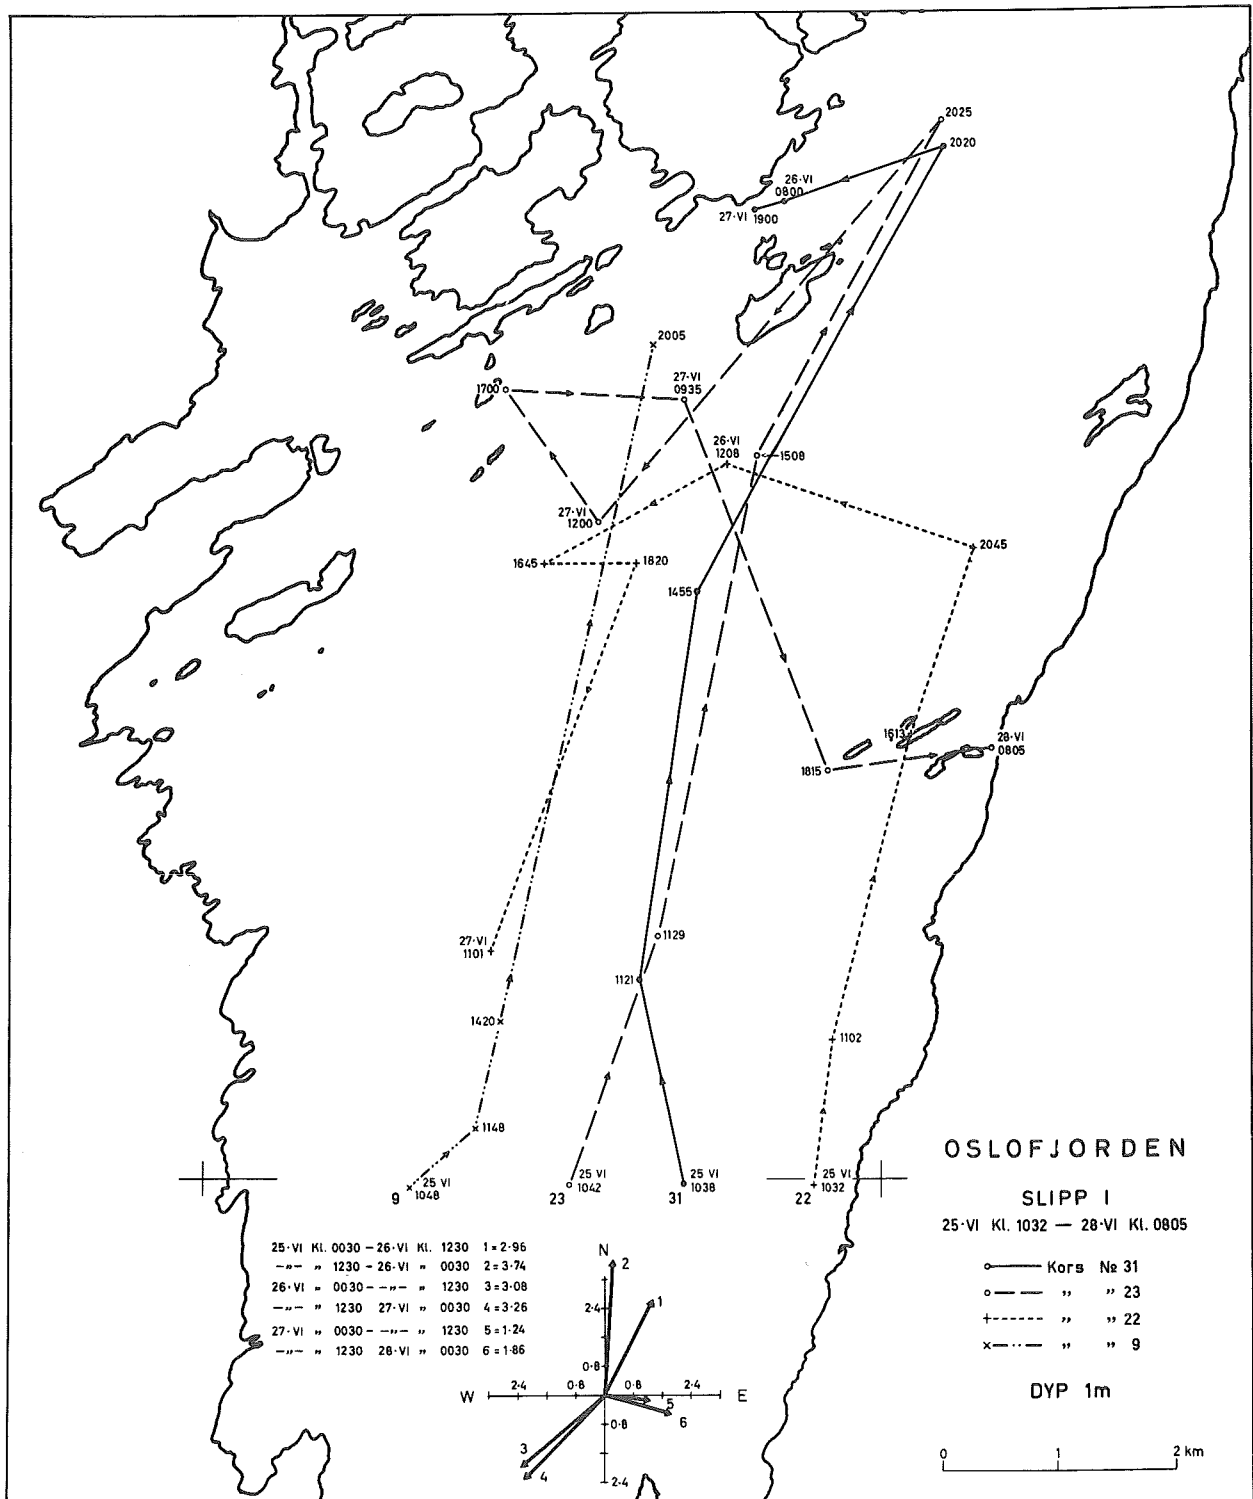 2025
2020
26·VI
0800
27·VI 1900
2005
1700
27·VI
0935
26·VI
1208
1508
27·VI
1200
2045
1645
1820
1455
1613
28·VI
0805
1815
27·VI
1101
1129
1121
1420
1102
1148
9
25 VI
1048
23
25 VI
1042
31
25 VI
1038
22
25 VI
1032
OSLOFJORDEN
SLIPP I
25·VI Kl. 1032 — 28·VI Kl. 0805
Kors № 31
„ „ 23
„ „ 22
„ „ 9
DYP 1m
0 1 2 km
25·VI Kl. 0030 – 26·VI Kl. 1230 1 = 2·96
–„– „ 1230 – 26·VI „ 0030 2 = 3·74
26·VI „ 0030 – –„– „ 1230 3 = 3·08
–„– „ 1230 27·VI „ 0030 4 = 3·26
27·VI „ 0030 – –„– „ 1230 5 = 1·24
–„– „ 1230 28·VI „ 0030 6 = 1·86
N
2
1
2·4
0·8
W 2·4 0·8 0·8 2·4 E
5
6
0·8
3
4
2·4